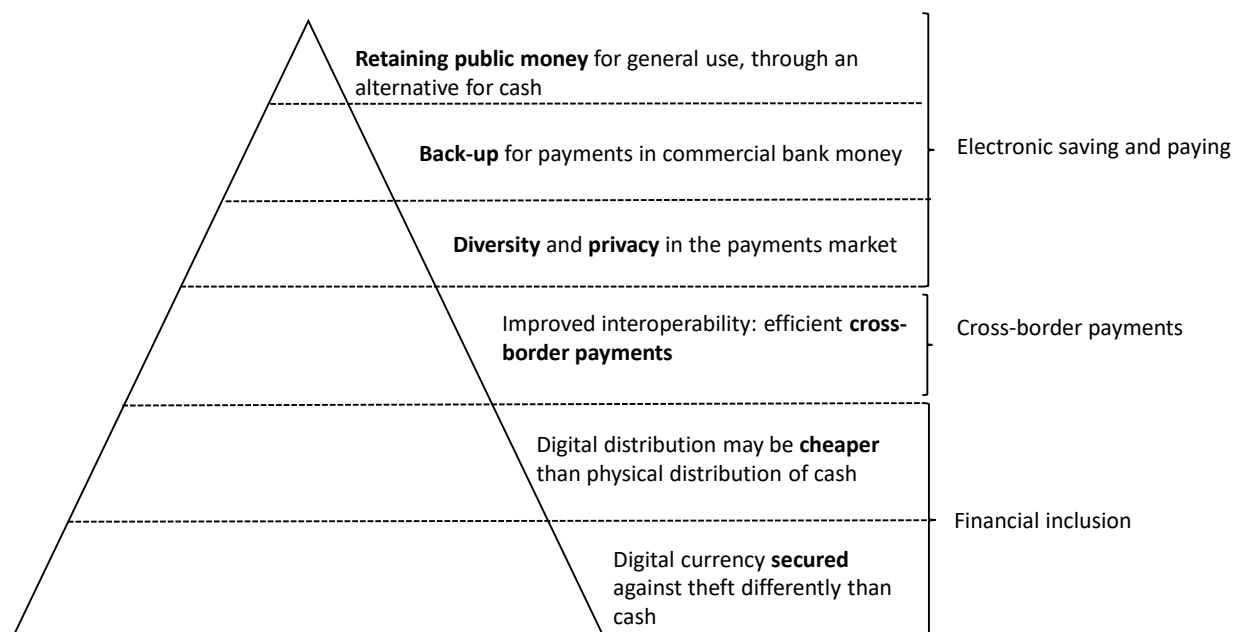 Retaining public money for general use, through an
alternative for cash
Back-up for payments in commercial bank money
Electronic saving and paying
Diversity and privacy in the payments market
Improved interoperability: efficient cross-
border payments
Cross-border payments
Digital distribution may be cheaper
than physical distribution of cash
Financial inclusion
Digital currency secured
against theft differently than
cash